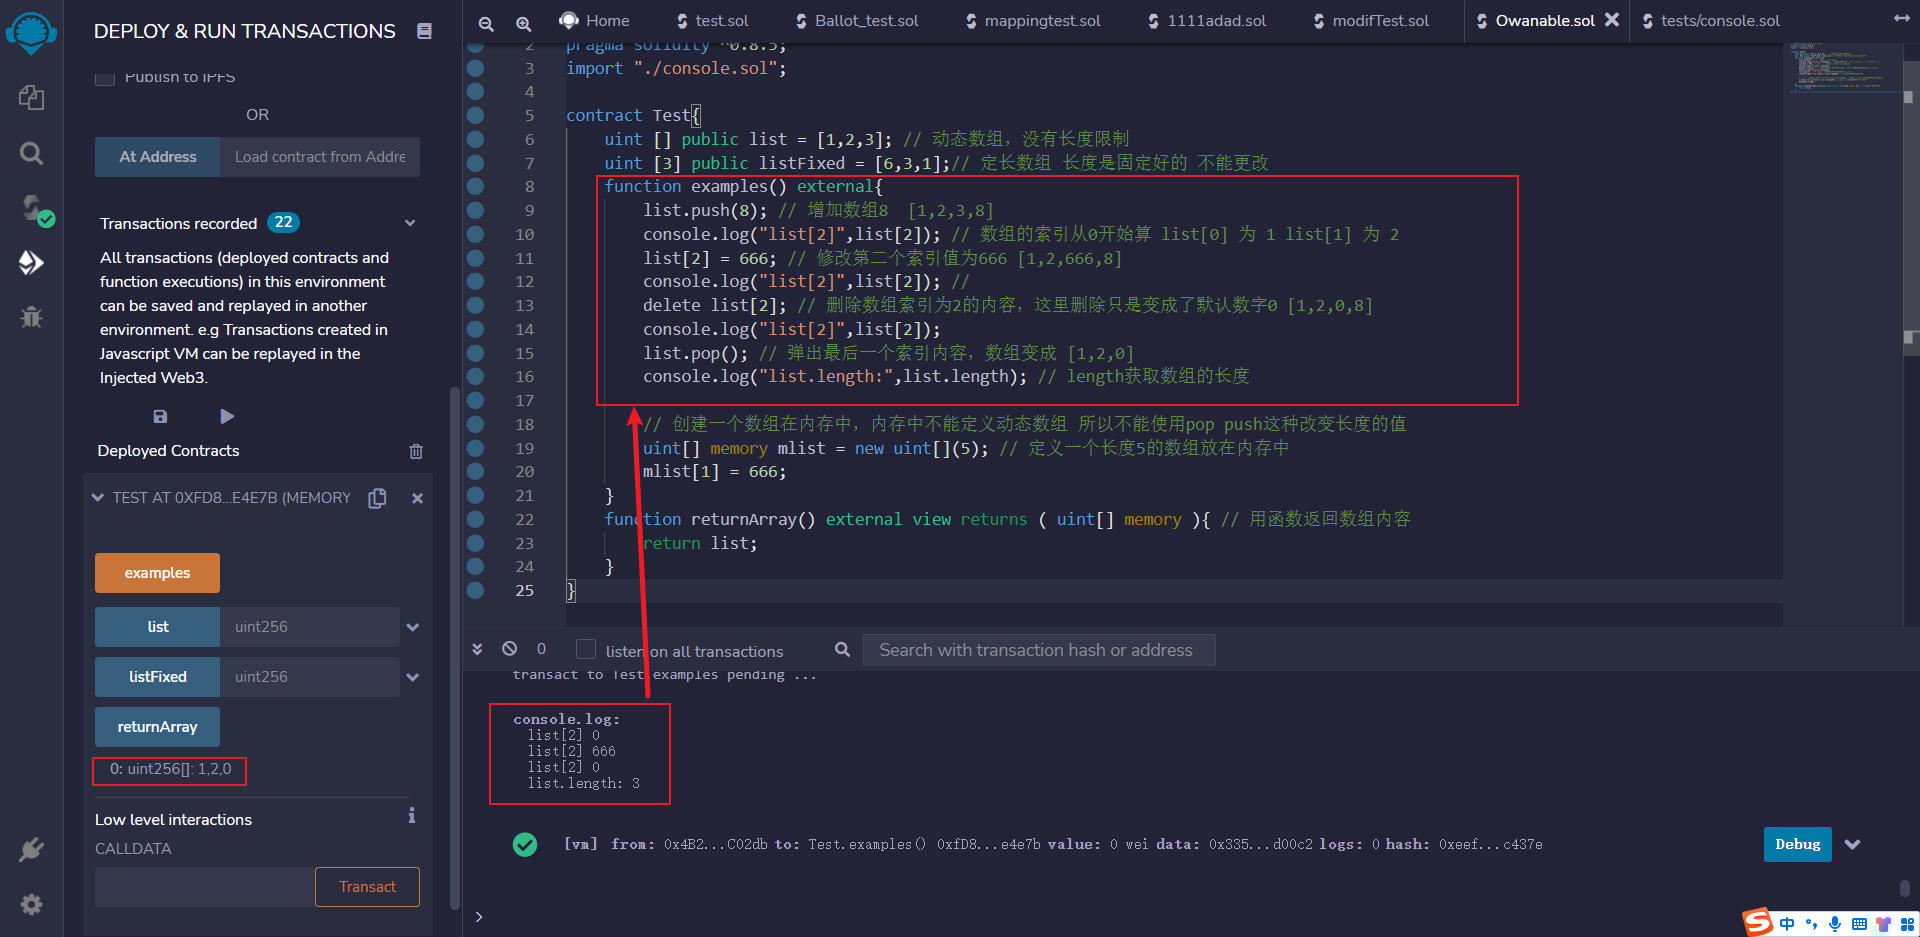 DEPLOY & RUN TRANSACTIONS
Publish to IPFS
OR
At Address
Load contract from Addre
Transactions recorded 22
All transactions (deployed contracts and
function executions) in this environment
can be saved and replayed in another
environment. e.g Transactions created in
Javascript VM can be replayed in the
Injected Web3.
Deployed Contracts
TEST AT 0XFD8...E4E7B (MEMORY
examples
list uint256
listFixed uint256
returnArray
0: uint256[]: 1,2,0
Low level interactions
CALLDATA
Transact
Home test.sol Ballot_test.sol mappingtest.sol 1111adad.sol modifTest.sol Owanable.sol tests/console.sol
2 pragma solidity ^0.8.5;
3 import "./console.sol";
4
5 contract Test{
6 uint [] public list = [1,2,3]; // 动态数组，没有长度限制
7 uint [3] public listFixed = [6,3,1];// 定长数组 长度是固定好的 不能更改
8 function examples() external{
9 list.push(8); // 增加数组8  [1,2,3,8]
10 console.log("list[2]",list[2]); // 数组的索引从0开始算 list[0] 为 1 list[1] 为 2
11 list[2] = 666; // 修改第二个索引值为666 [1,2,666,8]
12 console.log("list[2]",list[2]); //
13 delete list[2]; // 删除数组索引为2的内容，这里删除只是变成了默认数字0 [1,2,0,8]
14 console.log("list[2]",list[2]);
15 list.pop(); // 弹出最后一个索引内容，数组变成 [1,2,0]
16 console.log("list.length:",list.length); // length获取数组的长度
17
18 // 创建一个数组在内存中，内存中不能定义动态数组 所以不能使用pop push这种改变长度的值
19 uint[] memory mlist = new uint[](5); // 定义一个长度5的数组放在内存中
20 mlist[1] = 666;
21 }
22 function returnArray() external view returns ( uint[] memory ){ // 用函数返回数组内容
23 return list;
24 }
25 }
0 listen on all transactions Search with transaction hash or address
transact to Test.examples pending ...
console.log:
list[2] 0
list[2] 666
list[2] 0
list.length: 3
[vm] from: 0x4B2...C02db to: Test.examples() 0xfD8...e4e7b value: 0 wei data: 0x335...d00c2 logs: 0 hash: 0xeef...c437e
Debug
>
S 中